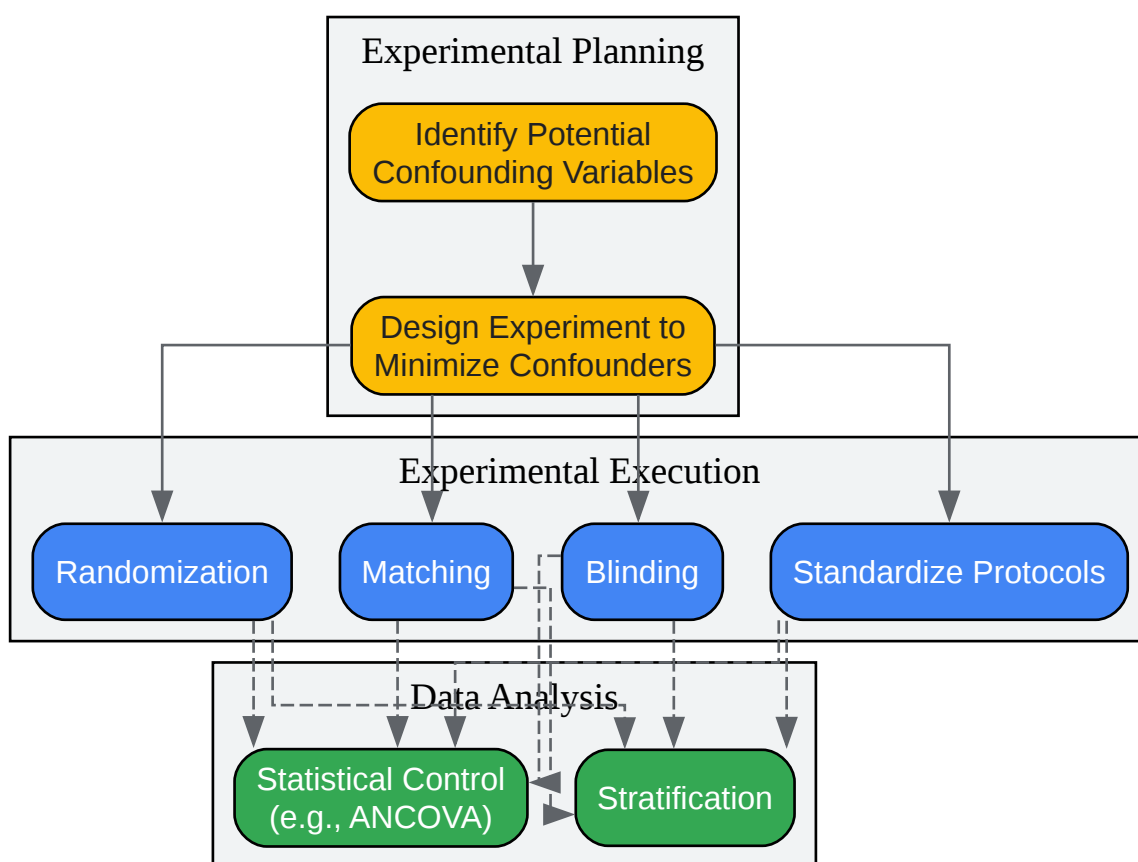 Experimental Planning
Identify Potential
Confounding Variables
Design Experiment to
Minimize Confounders
Experimental Execution
Randomization
Matching
Blinding
Standardize Protocols
Data Analysis
Statistical Control
(e.g., ANCOVA)
Stratification